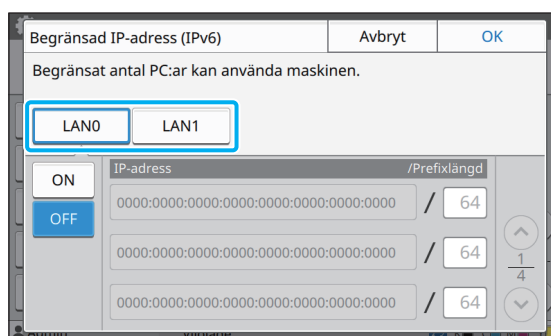 Begränsad IP-adress (IPv6) Avbryt OK
Begränsat antal PC:ar kan använda maskinen.
LAN0 LAN1
ON
OFF
IP-adress /Prefixlängd
0000:0000:0000:0000:0000:0000:0000:0000 / 64
0000:0000:0000:0000:0000:0000:0000:0000 / 64
0000:0000:0000:0000:0000:0000:0000:0000 / 64
1
4